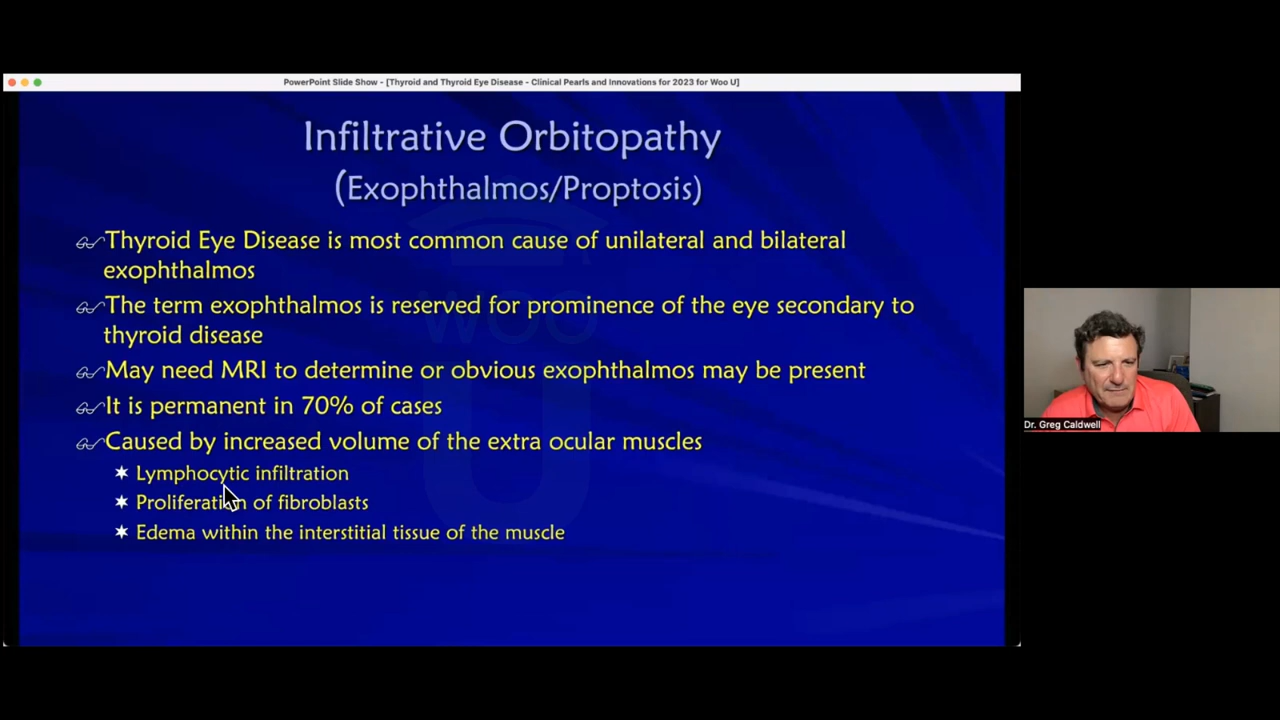 PowerPoint Slide Show - [Thyroid and Thyroid Eye Disease - Clinical Pearls and Innovations for 2023 for Woo U]
Infiltrative Orbitopathy
(Exophthalmos/Proptosis)
Thyroid Eye Disease is most common cause of unilateral and bilateral
exophthalmos
The term exophthalmos is reserved for prominence of the eye secondary to
thyroid disease
May need MRI to determine or obvious exophthalmos may be present
It is permanent in 70% of cases
Caused by increased volume of the extra ocular muscles
Lymphocytic infiltration
Proliferation of fibroblasts
Edema within the interstitial tissue of the muscle
WOO
U
Dr. Greg Caldwell